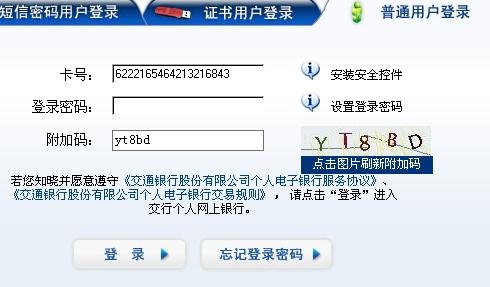 短信密码用户登录 证书用户登录 普通用户登录
卡号： 6222165464213216843 安装安全控件
登录密码： 设置登录密码
附加码： yt8bd YT8BD
点击图片刷新附加码
若您知晓并愿意遵守《交通银行股份有限公司个人电子银行服务协议》、
《交通银行股份有限公司个人电子银行交易规则》，请点击“登录”进入
交行个人网上银行。
登 录 忘记登录密码